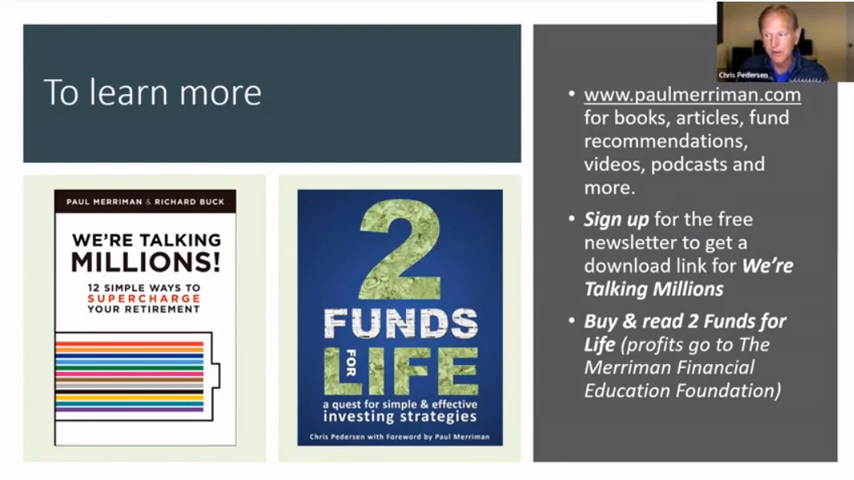 To learn more
PAUL MERRIMAN & RICHARD BUCK
WE'RE TALKING
MILLIONS!
12 SIMPLE WAYS TO
SUPERCHARGE
YOUR RETIREMENT
2
FUNDS
FOR
LIFE
a quest for simple & effective
investing strategies
Chris Pedersen with Foreword by Paul Merriman
Chris Pedersen
• www.paulmerriman.com
for books, articles, fund
recommendations,
videos, podcasts and
more.
• Sign up for the free
newsletter to get a
download link for We're
Talking Millions
• Buy & read 2 Funds for
Life (profits go to The
Merriman Financial
Education Foundation)